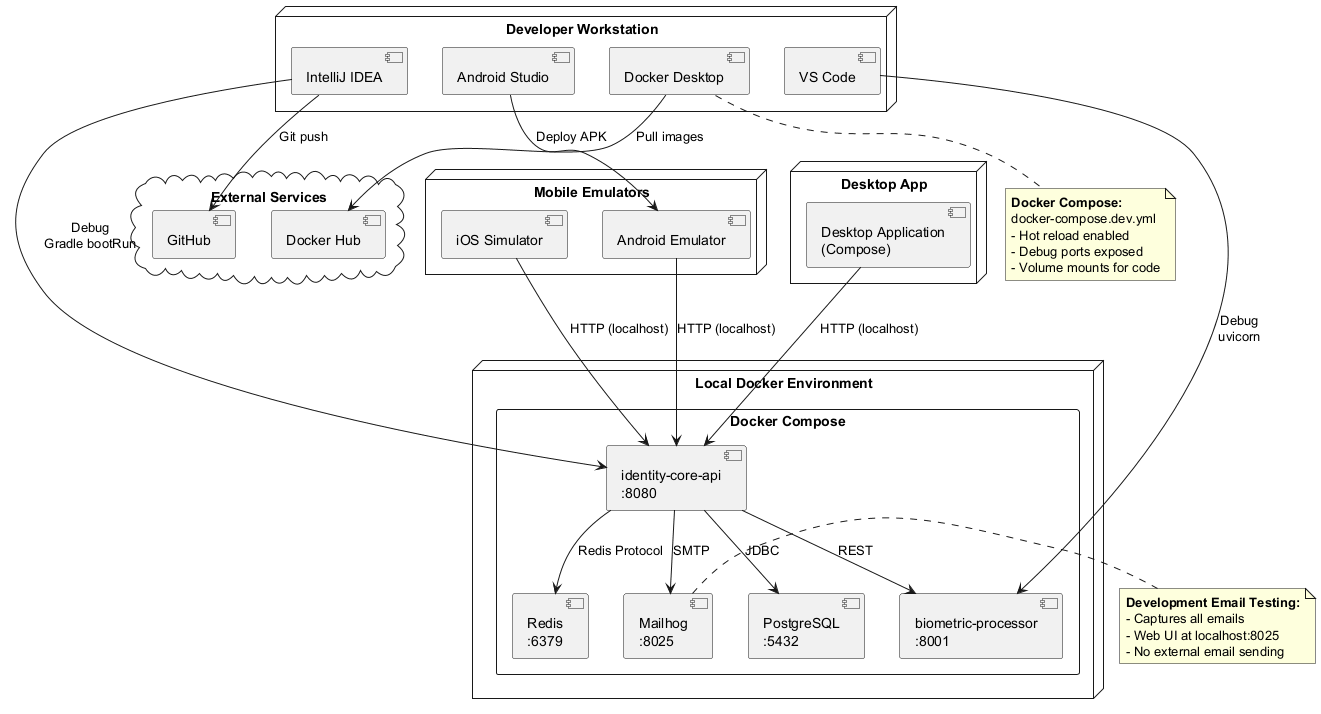 Developer Workstation
IntelliJ IDEA
Android Studio
Docker Desktop
VS Code
Git push
Deploy APK
Pull images
External Services
GitHub
Docker Hub
Mobile Emulators
iOS Simulator
Android Emulator
Desktop App
Desktop Application
(Compose)
Docker Compose:
docker-compose.dev.yml
- Hot reload enabled
- Debug ports exposed
- Volume mounts for code
Debug
Gradle bootRun
HTTP (localhost)
HTTP (localhost)
HTTP (localhost)
Debug
uvicorn
Local Docker Environment
Docker Compose
identity-core-api
:8080
Redis Protocol
SMTP
JDBC
REST
Redis
:6379
Mailhog
:8025
PostgreSQL
:5432
biometric-processor
:8001
Development Email Testing:
- Captures all emails
- Web UI at localhost:8025
- No external email sending